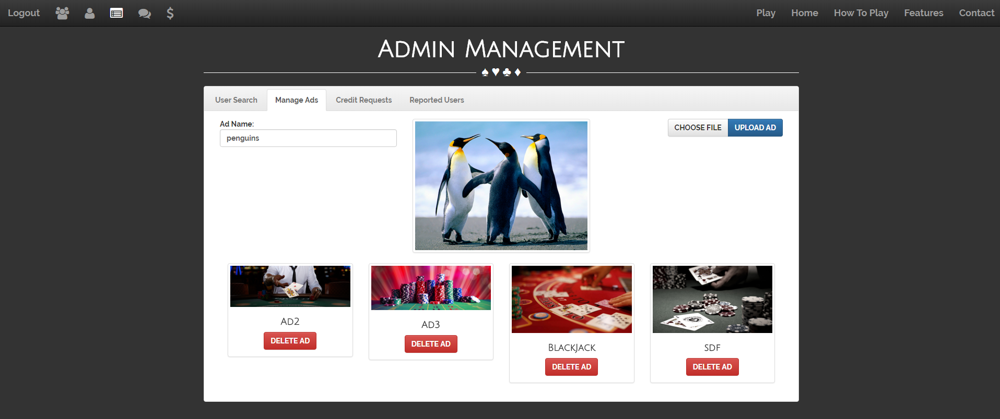 Logout Play Home How To Play Features Contact
Admin Management
User Search Manage Ads Credit Requests Reported Users
Ad Name:
penguins
CHOOSE FILE UPLOAD AD
Ad2
DELETE AD
Ad3
DELETE AD
BlackJack
DELETE AD
sdf
DELETE AD